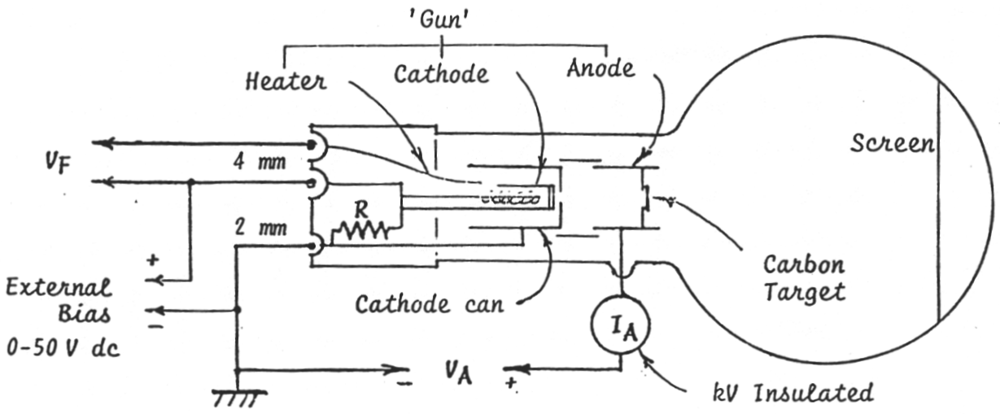 'Gun'
Heater
Cathode
Anode
VF
4 mm
Screen
R
2 mm
+
External
Bias
-
0-50 V dc
Cathode can
Carbon
Target
IA
- VA +
kV Insulated